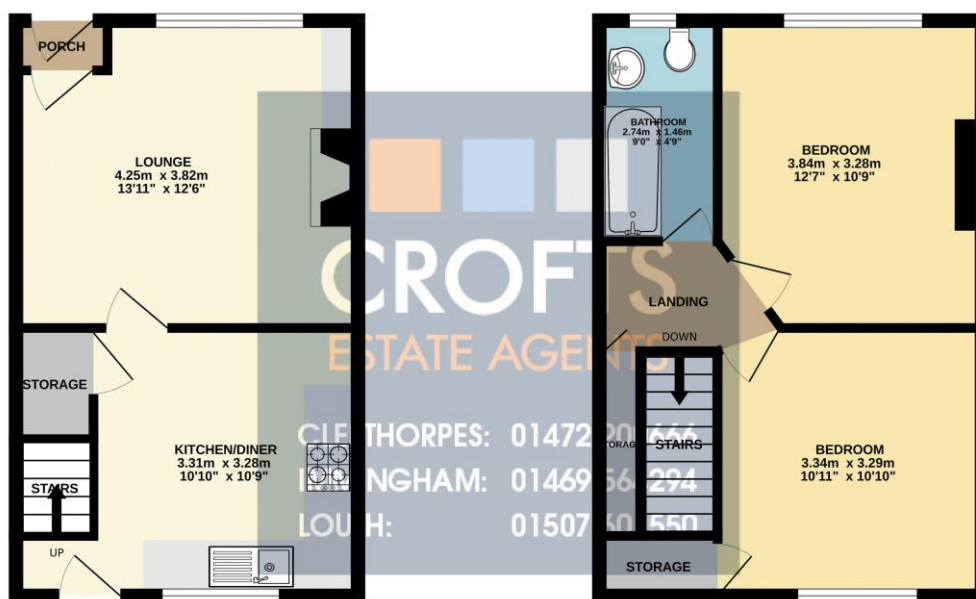 PORCH
LOUNGE
4.25m x 3.82m
13'11" x 12'6"
STORAGE
STAIRS
UP
KITCHEN/DINER
3.31m x 3.28m
10'10" x 10'9"
BATHROOM
2.74m x 1.46m
9'0" x 4'9"
BEDROOM
3.84m x 3.28m
12'7" x 10'9"
LANDING
DOWN
STAIRS
BEDROOM
3.34m x 3.29m
10'11" x 10'10"
STORAGE
CROFTS
ESTATE AGENTS
01472
01469 564294
LOUTH: 01507